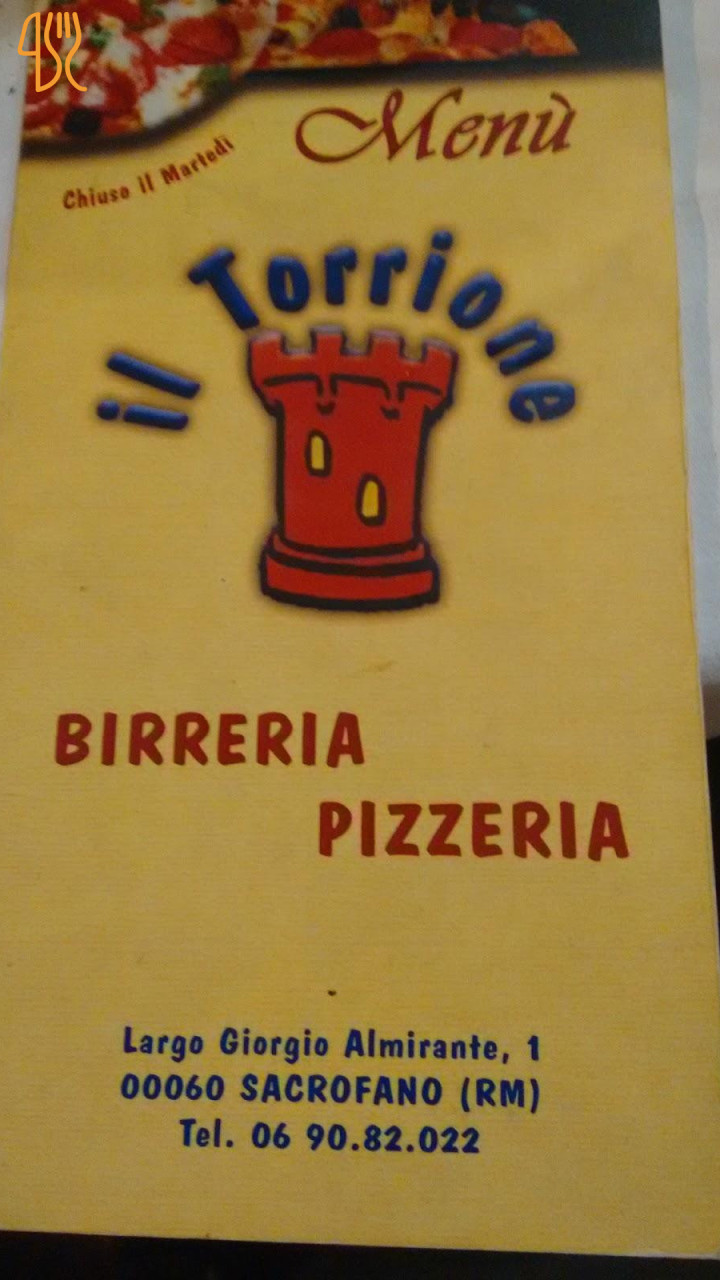 Menù
Chiuso il Martedì
il Torrione
BIRRERIA
PIZZERIA
Largo Giorgio Almirante, 1
00060 SACROFANO (RM)
Tel. 06 90.82.022